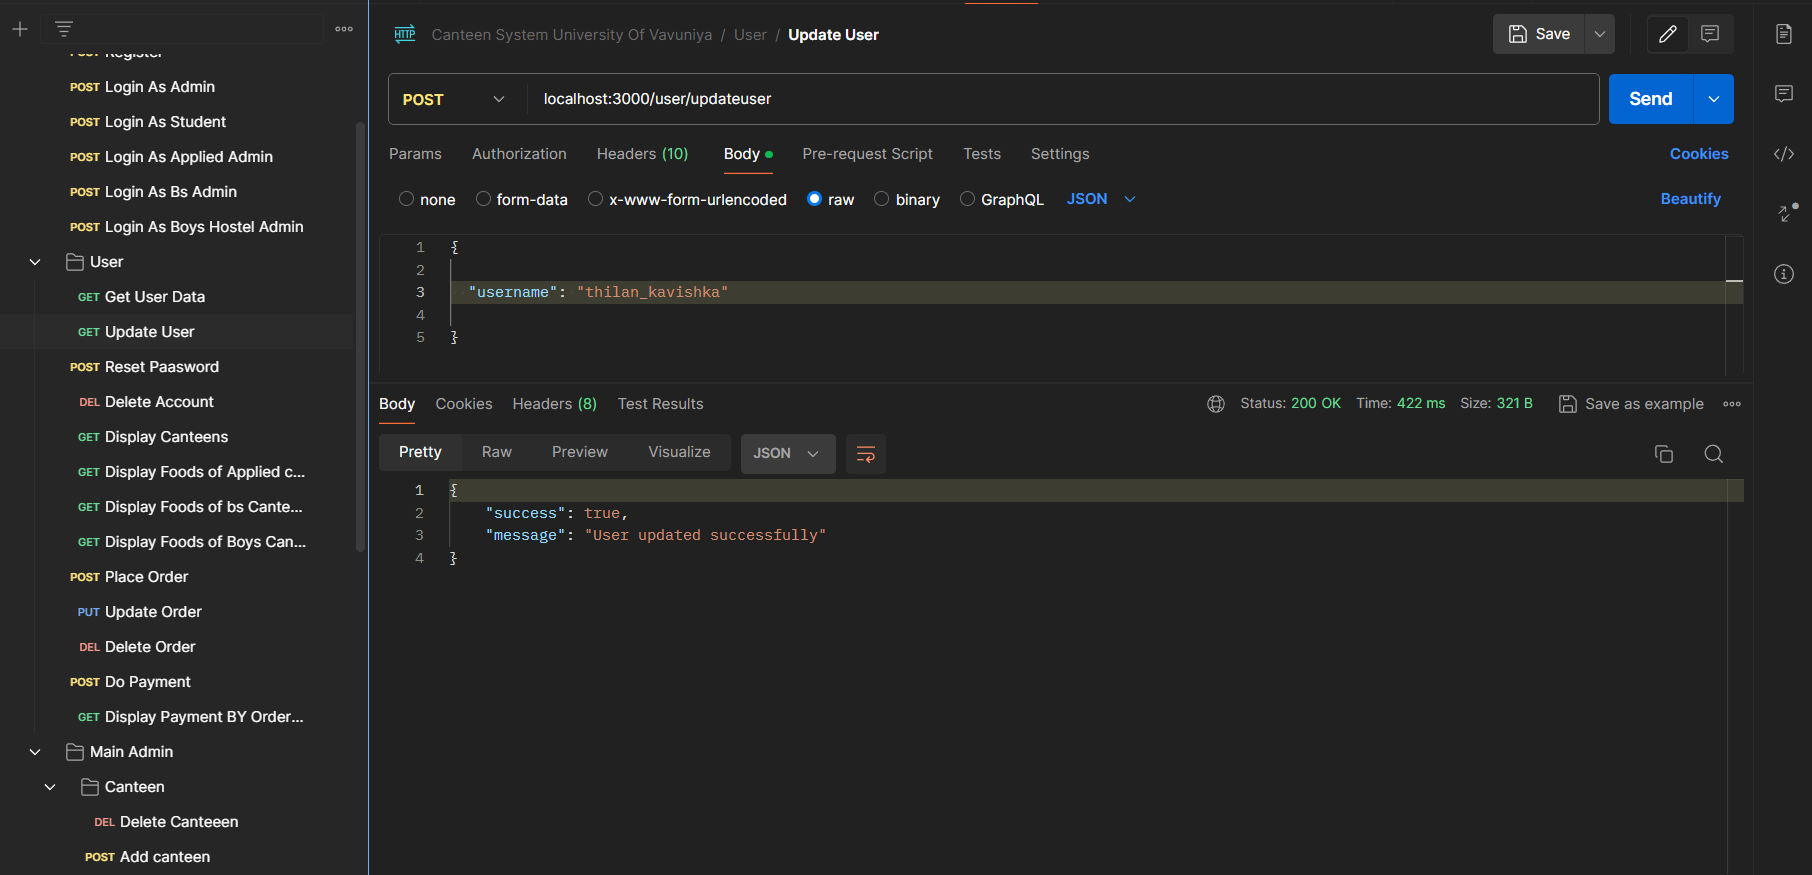 Register
POST Login As Admin
POST Login As Student
POST Login As Applied Admin
POST Login As Bs Admin
POST Login As Boys Hostel Admin
User
GET Get User Data
GET Update User
POST Reset Paasword
DEL Delete Account
GET Display Canteens
GET Display Foods of Applied c...
GET Display Foods of bs Cante...
GET Display Foods of Boys Can...
POST Place Order
PUT Update Order
DEL Delete Order
POST Do Payment
GET Display Payment BY Order...
Main Admin
Canteen
DEL Delete Canteeen
POST Add canteen
HTTP Canteen System University Of Vavuniya / User / Update User
Save
POST localhost:3000/user/updateuser
Send
Params Authorization Headers (10) Body Pre-request Script Tests Settings Cookies
none form-data x-www-form-urlencoded raw binary GraphQL JSON Beautify
1 {
2
3 "username": "thilan_kavishka"
4
5 }
Body Cookies Headers (8) Test Results Status: 200 OK Time: 422 ms Size: 321 B Save as example
Pretty Raw Preview Visualize JSON
1 {
2 "success": true,
3 "message": "User updated successfully"
4 }